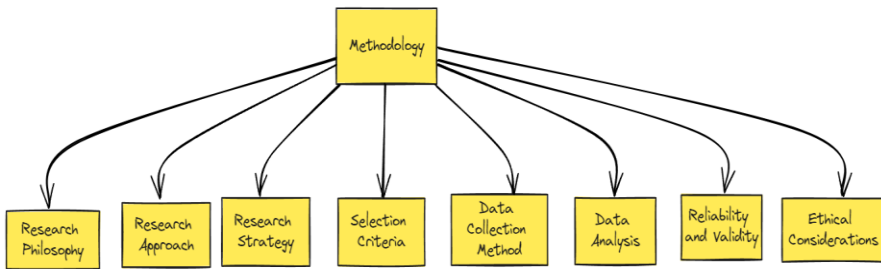 Methodology
Research
Philosophy
Research
Approach
Research
Strategy
Selection
Criteria
Data
Collection
Method
Data
Analysis
Reliability
and Validity
Ethical
Considerations